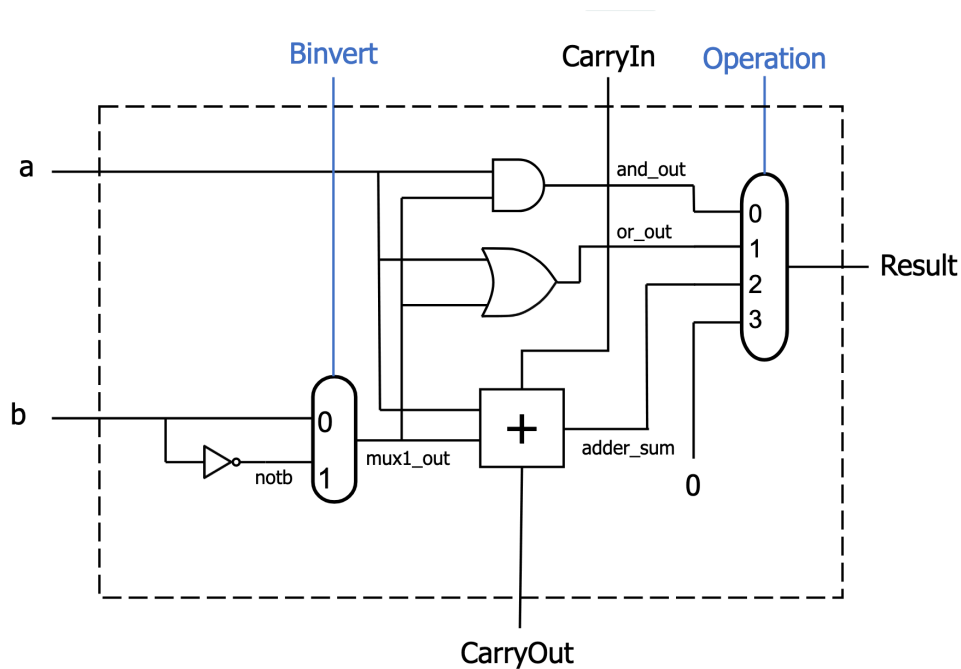 Binvert
CarryIn
Operation
a
and_out
0
or_out
1
Result
2
3
b
0
+
mux1_out
adder_sum
notb
1
0
CarryOut